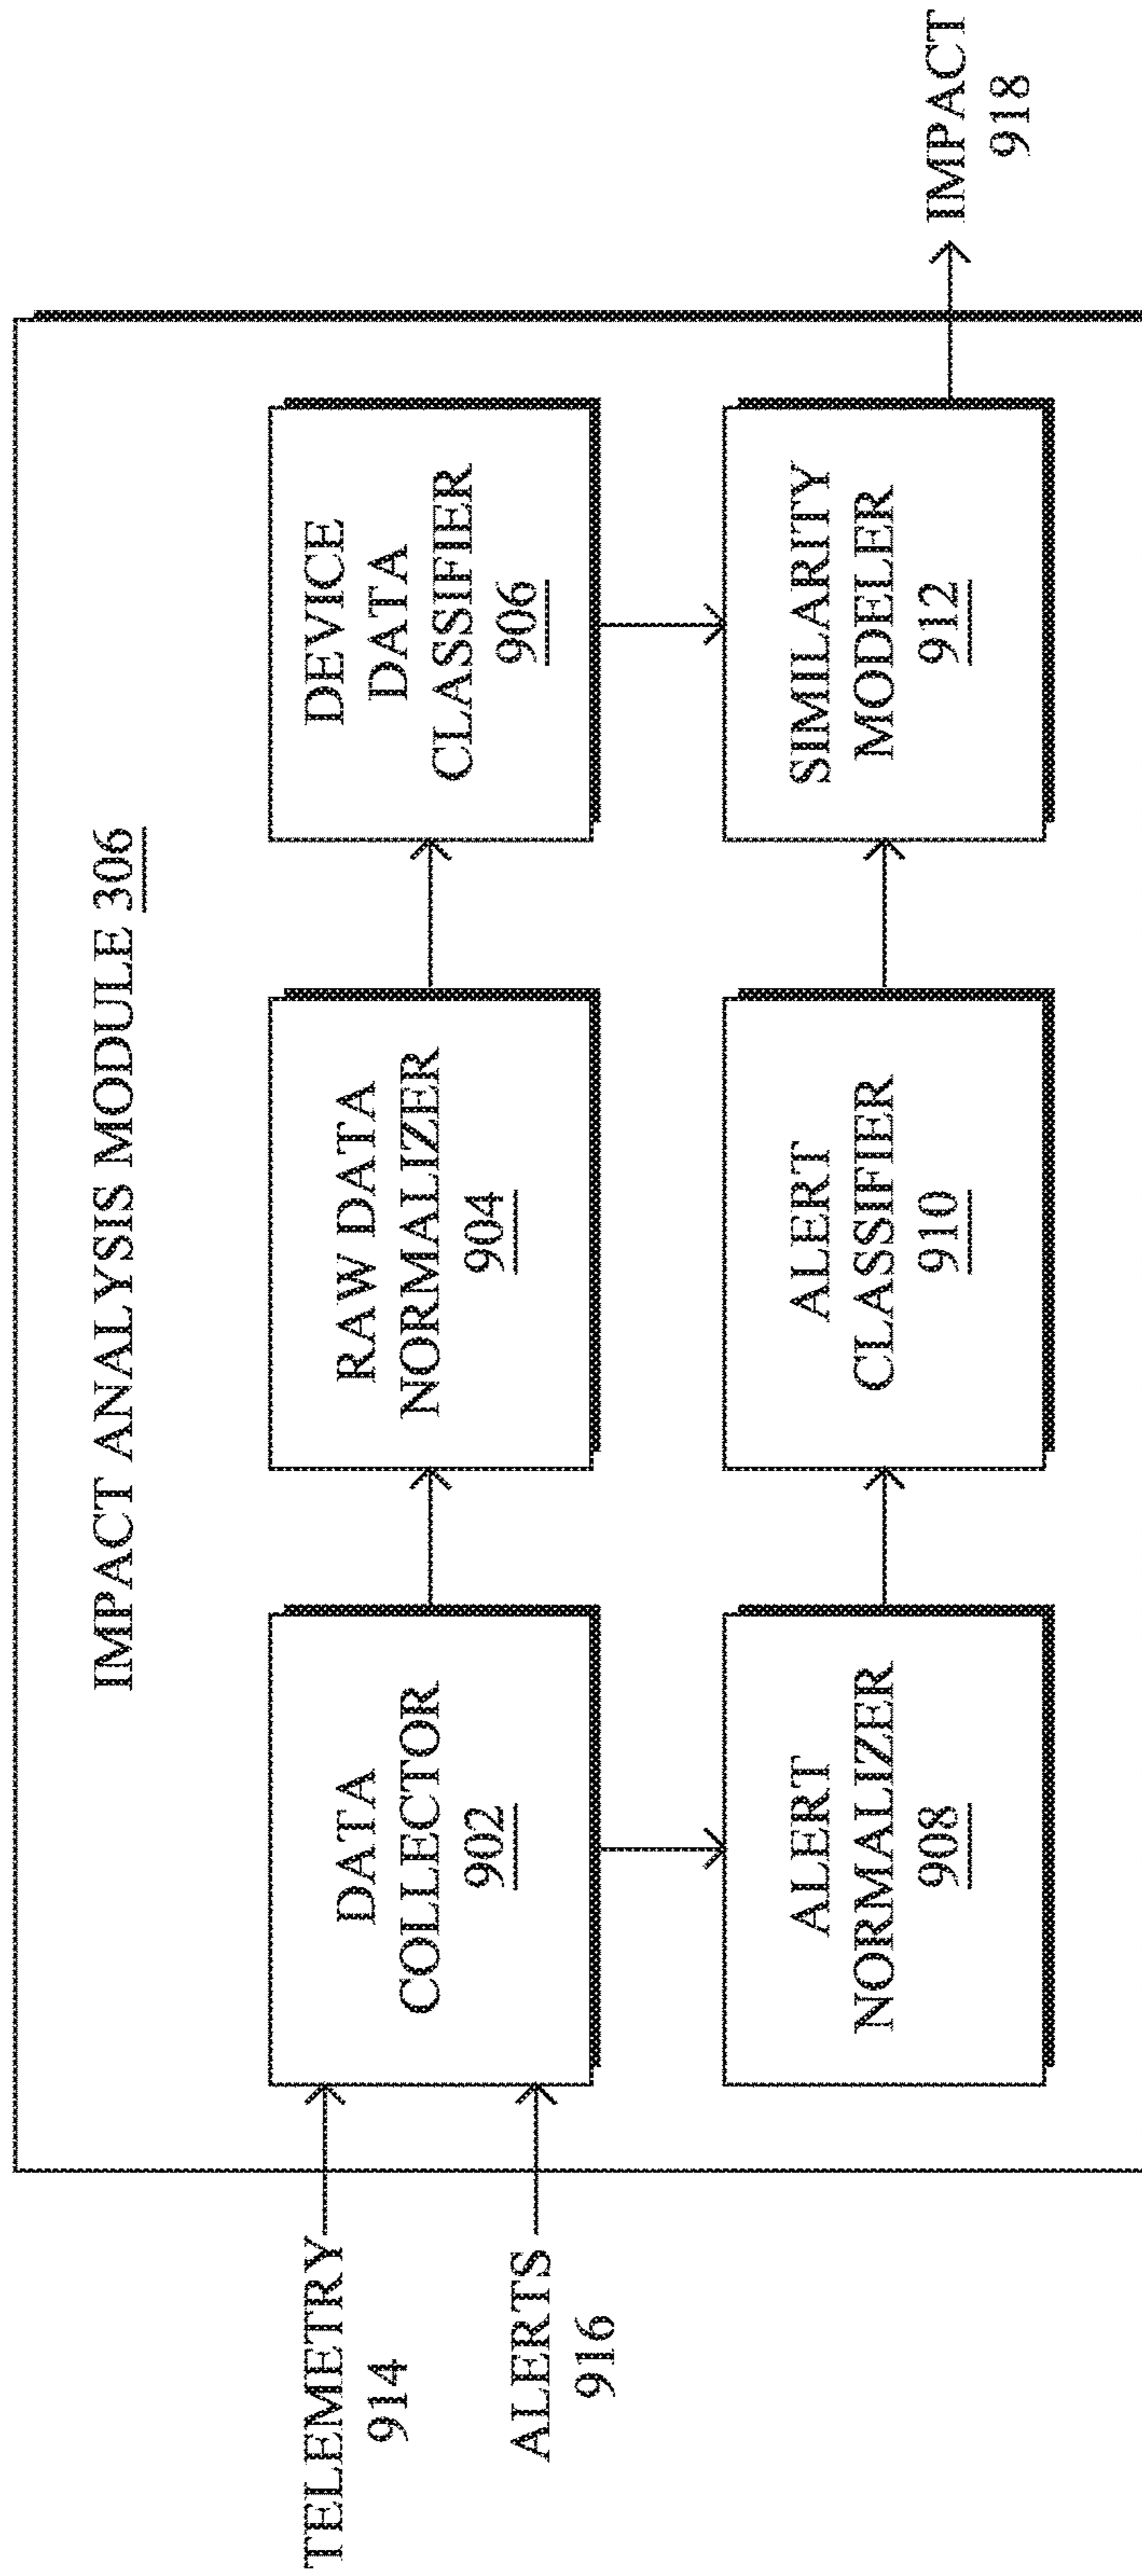 IMPACT ANALYSIS MODULE 306
TELEMETRY
914
ALERTS
916
DATA
COLLECTOR
902
RAW DATA
NORMALIZER
904
DEVICE
DATA
CLASSIFIER
906
ALERT
NORMALIZER
908
ALERT
CLASSIFIER
910
SIMILARITY
MODELER
912
IMPACT
918